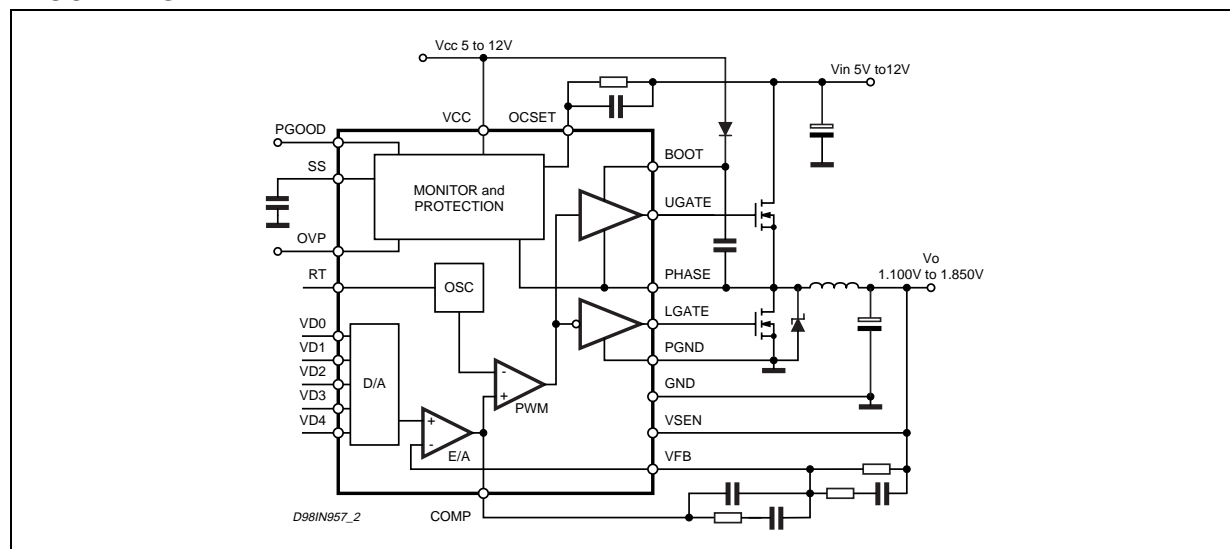 Vcc 5 to 12V
Vin 5V to12V
VCC
OCSET
PGOOD
SS
MONITOR and
PROTECTION
BOOT
UGATE
OVP
RT
OSC
PHASE
Vo
1.100V to 1.850V
LGATE
VD0
VD1
VD2
VD3
VD4
D/A
PGND
GND
-
+
PWM
+
-
E/A
VSEN
VFB
D98IN957_2
COMP